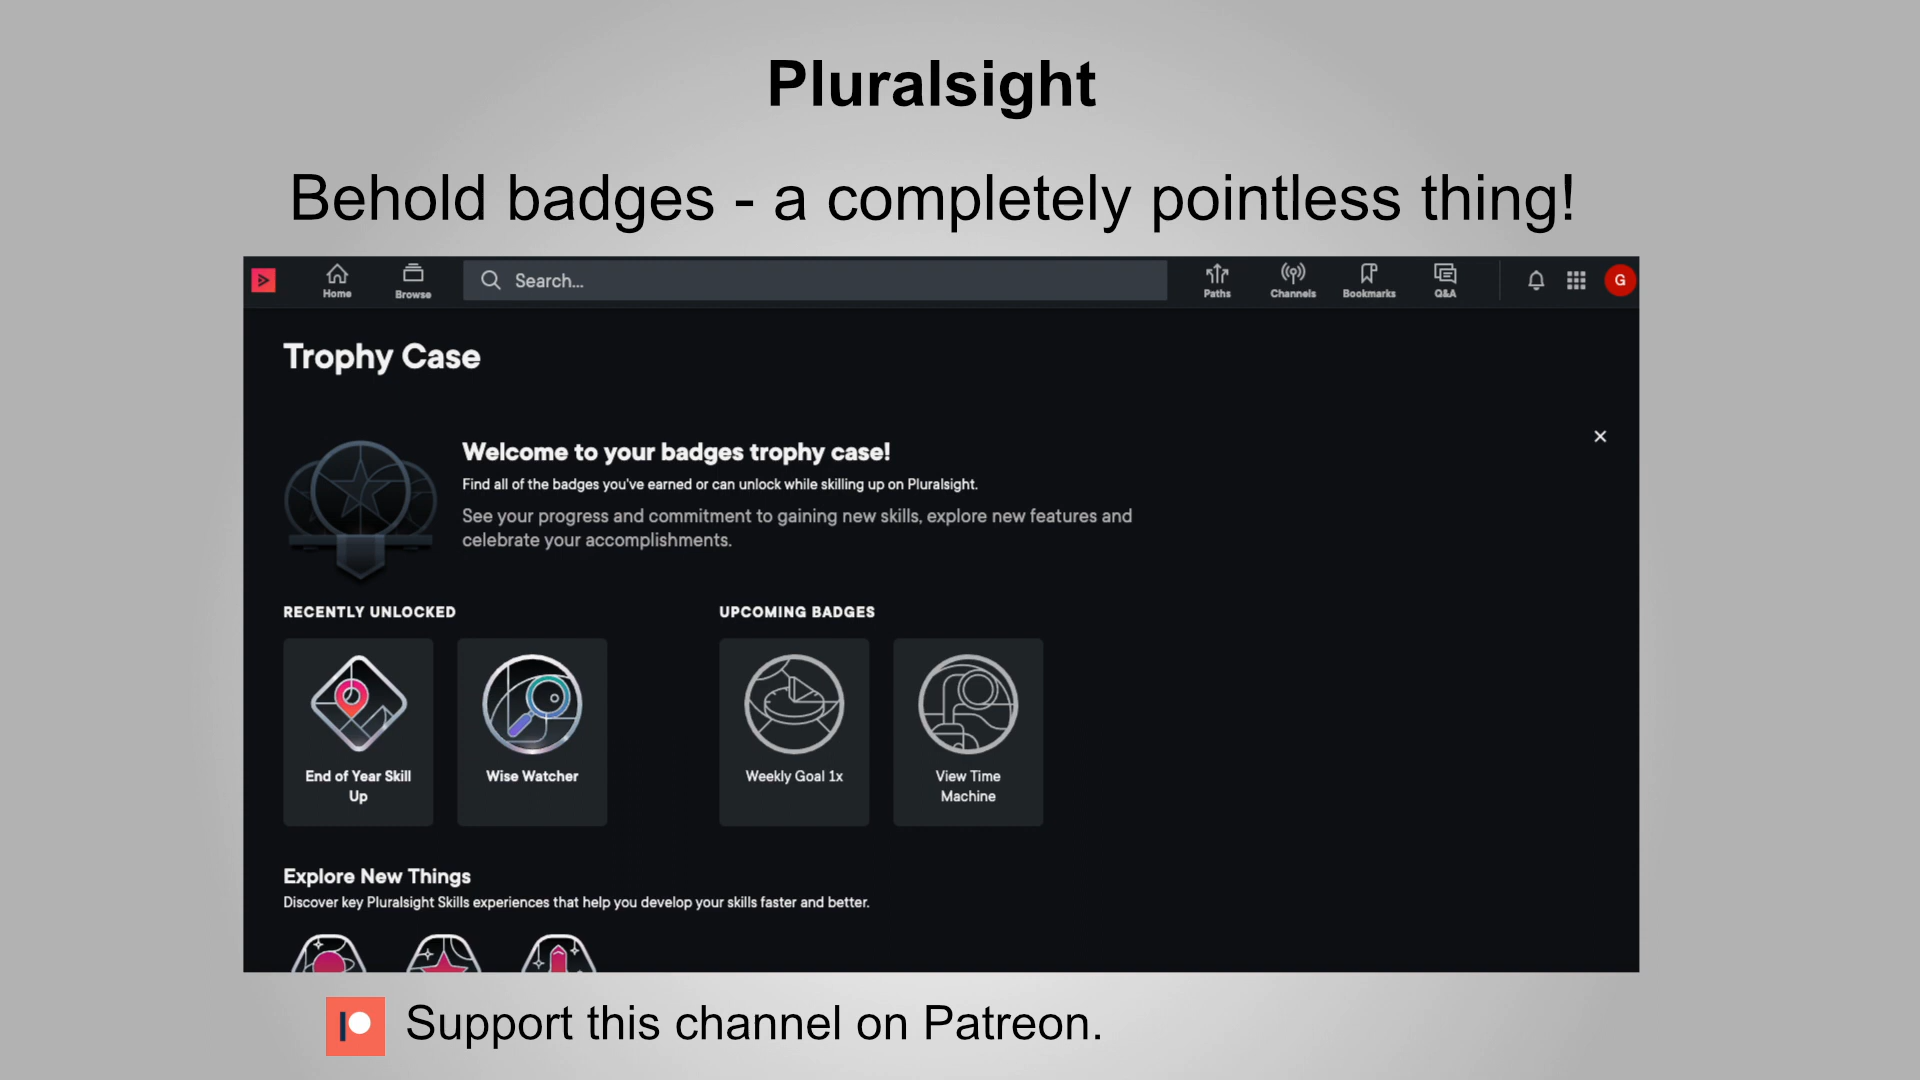 Pluralsight
Behold badges - a completely pointless thing!
Home
Browse
Search...
Paths
Channels
Bookmarks
Q&A
G
Trophy Case
Welcome to your badges trophy case!
Find all of the badges you've earned or can unlock while skilling up on Pluralsight.
See your progress and commitment to gaining new skills, explore new features and
celebrate your accomplishments.
RECENTLY UNLOCKED
UPCOMING BADGES
End of Year Skill
Up
Wise Watcher
Weekly Goal 1x
View Time
Machine
Explore New Things
Discover key Pluralsight Skills experiences that help you develop your skills faster and better.
Support this channel on Patreon.